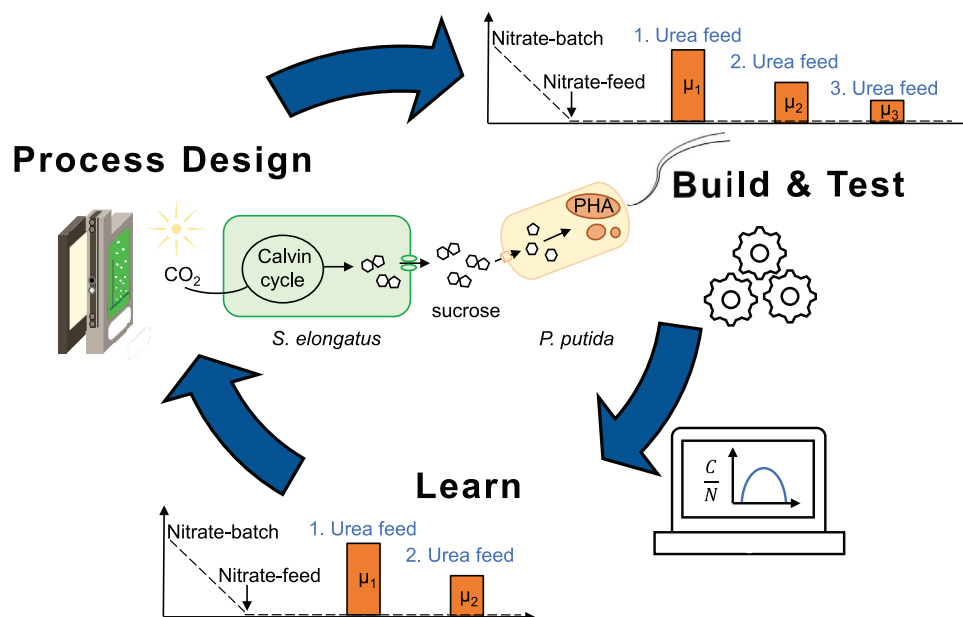 Nitrate-batch
1. Urea feed
2. Urea feed
3. Urea feed
Nitrate-feed
μ1
μ2
μ3
Process Design
Build & Test
CO2
Calvin
cycle
sucrose
PHA
S. elongatus
P. putida
C
N
Learn
Nitrate-batch
1. Urea feed
2. Urea feed
Nitrate-feed
μ1
μ2